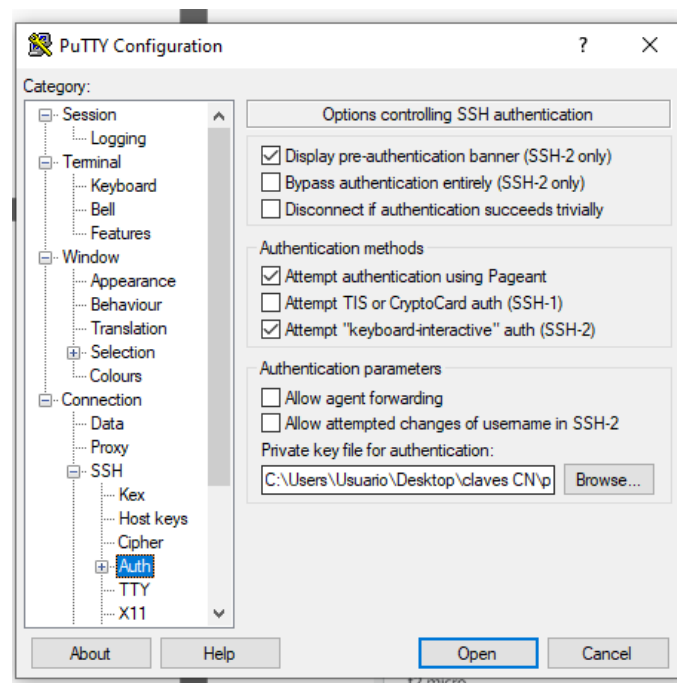 PuTTY Configuration
?
Category:
Session
Logging
Terminal
Keyboard
Bell
Features
Window
Appearance
Behaviour
Translation
Selection
Colours
Connection
Data
Proxy
SSH
Kex
Host keys
Cipher
Auth
TTY
X11
Options controlling SSH authentication
Display pre-authentication banner (SSH-2 only)
Bypass authentication entirely (SSH-2 only)
Disconnect if authentication succeeds trivially
Authentication methods
Attempt authentication using Pageant
Attempt TIS or CryptoCard auth (SSH-1)
Attempt "keyboard-interactive" auth (SSH-2)
Authentication parameters
Allow agent forwarding
Allow attempted changes of username in SSH-2
Private key file for authentication:
C:\Users\Usuario\Desktop\claves CN\p Browse...
About Help Open Cancel